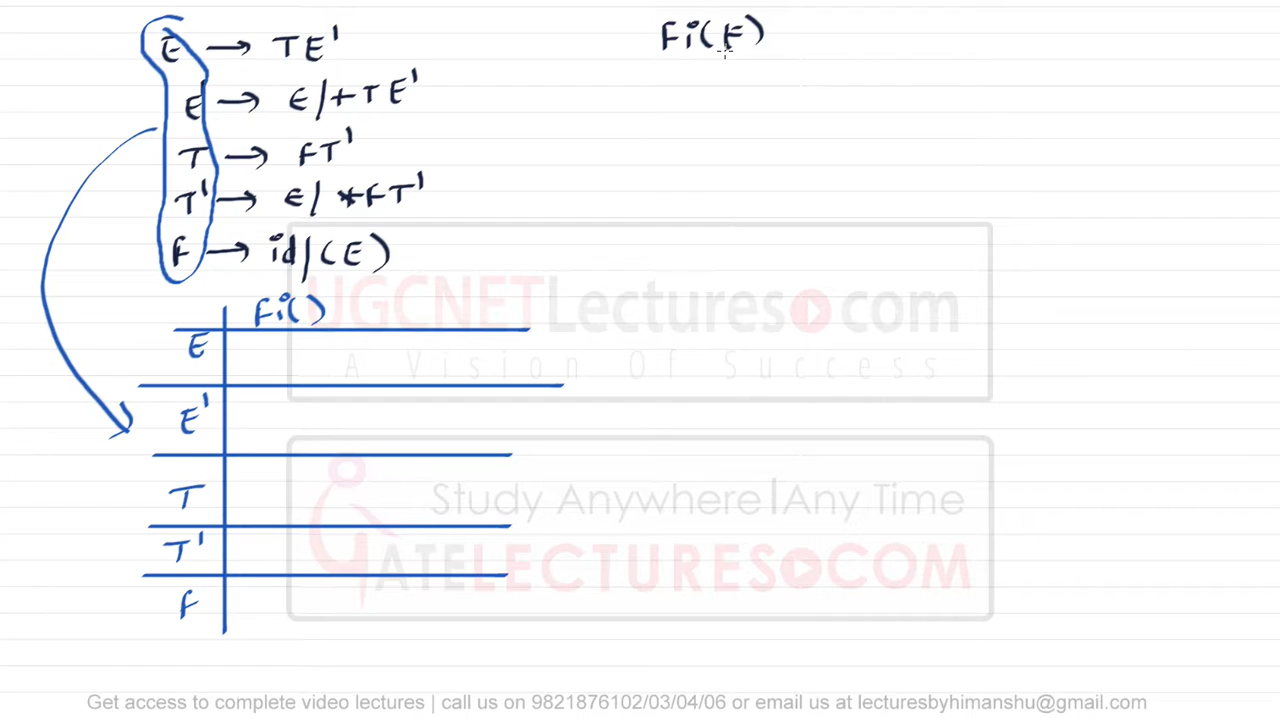 E → TE'
Fi(E)
E' → ε/+TE'
T → FT'
T' → ε/ *FT'
F → id/(E)
Fi()
UGCNETLectures.com
E
A Vision Of Success
E'
Study Anywhere|Any Time
T
T'
GATELECTURES.COM
F
Get access to complete video lectures | call us on 9821876102/03/04/06 or email us at lecturesbyhimanshu@gmail.com